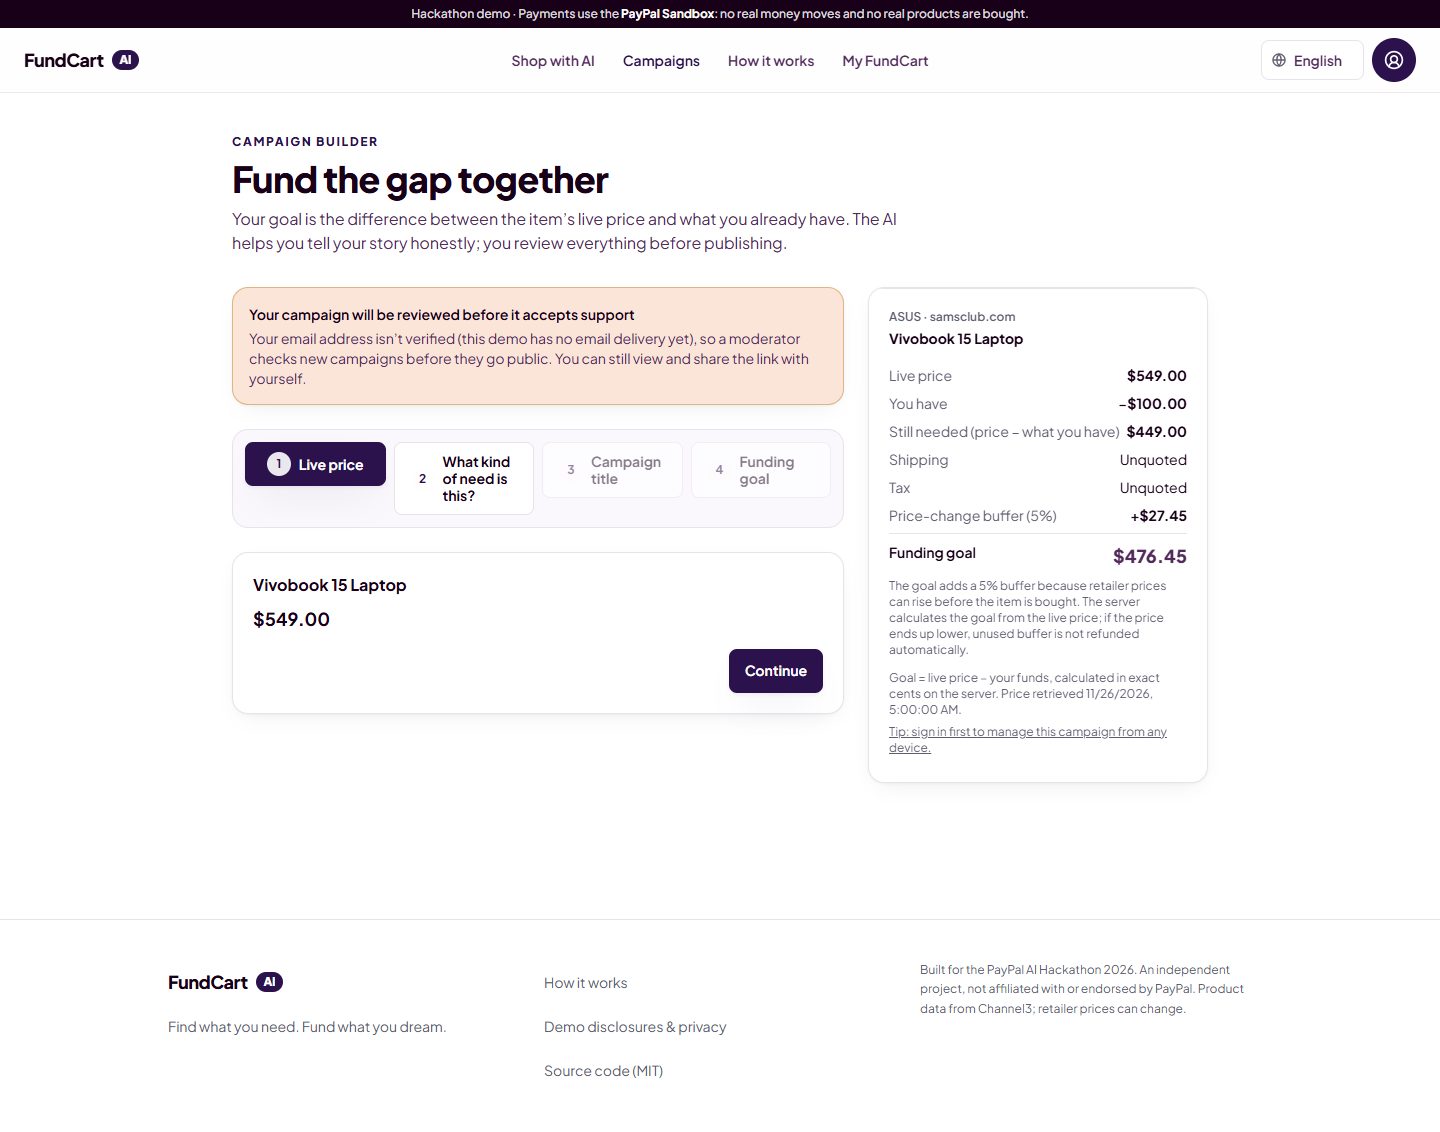 Hackathon demo · Payments use the PayPal Sandbox: no real money moves and no real products are bought.
FundCart AI
Shop with AI
Campaigns
How it works
My FundCart
English
CAMPAIGN BUILDER
Fund the gap together
Your goal is the difference between the item’s live price and what you already have. The AI
helps you tell your story honestly; you review everything before publishing.
Your campaign will be reviewed before it accepts support
Your email address isn’t verified (this demo has no email delivery yet), so a moderator
checks new campaigns before they go public. You can still view and share the link with
yourself.
1 Live price
2 What kind
of need is
this?
3 Campaign
title
4 Funding
goal
Vivobook 15 Laptop
$549.00
Continue
ASUS · samsclub.com
Vivobook 15 Laptop
Live price $549.00
You have −$100.00
Still needed (price − what you have) $449.00
Shipping Unquoted
Tax Unquoted
Price-change buffer (5%) +$27.45
Funding goal $476.45
The goal adds a 5% buffer because retailer prices
can rise before the item is bought. The server
calculates the goal from the live price; if the price
ends up lower, unused buffer is not refunded
automatically.
Goal = live price − your funds, calculated in exact
cents on the server. Price retrieved 11/26/2026,
5:00:00 AM.
Tip: sign in first to manage this campaign from any
device.
FundCart AI
Find what you need. Fund what you dream.
How it works
Demo disclosures & privacy
Source code (MIT)
Built for the PayPal AI Hackathon 2026. An independent
project, not affiliated with or endorsed by PayPal. Product
data from Channel3; retailer prices can change.